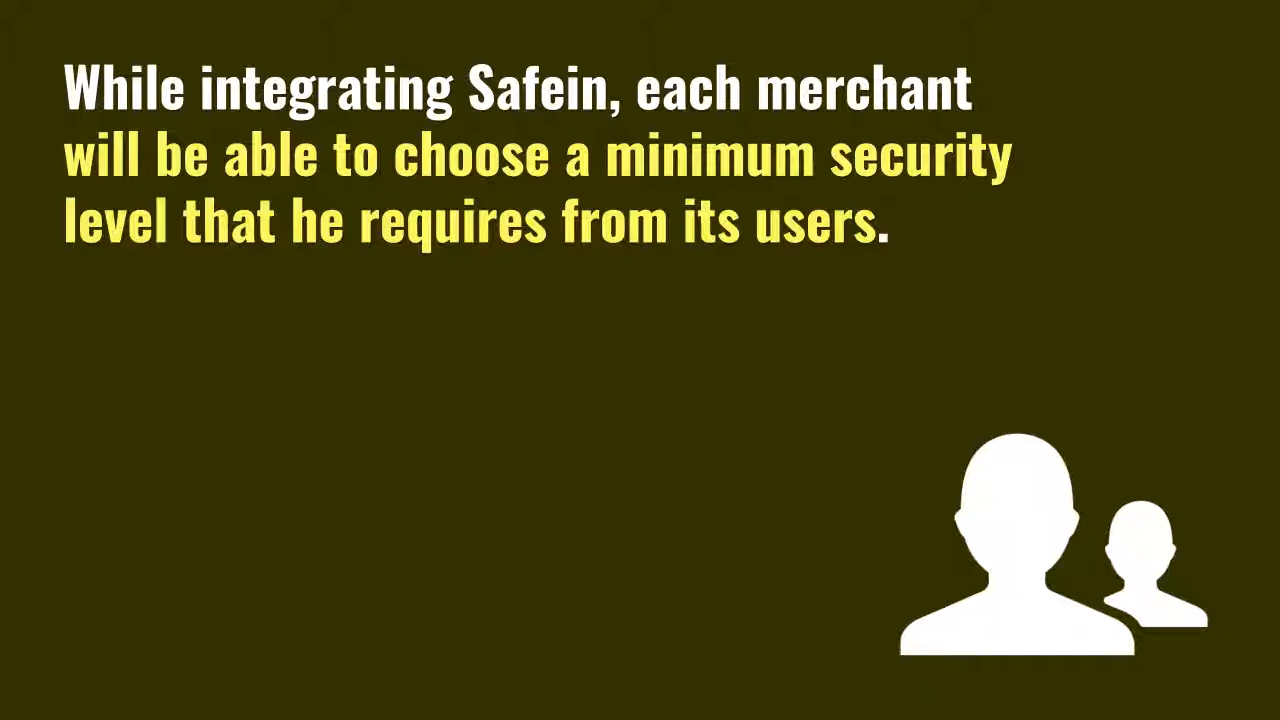 While integrating Safein, each merchant
will be able to choose a minimum security
level that he requires from its users.